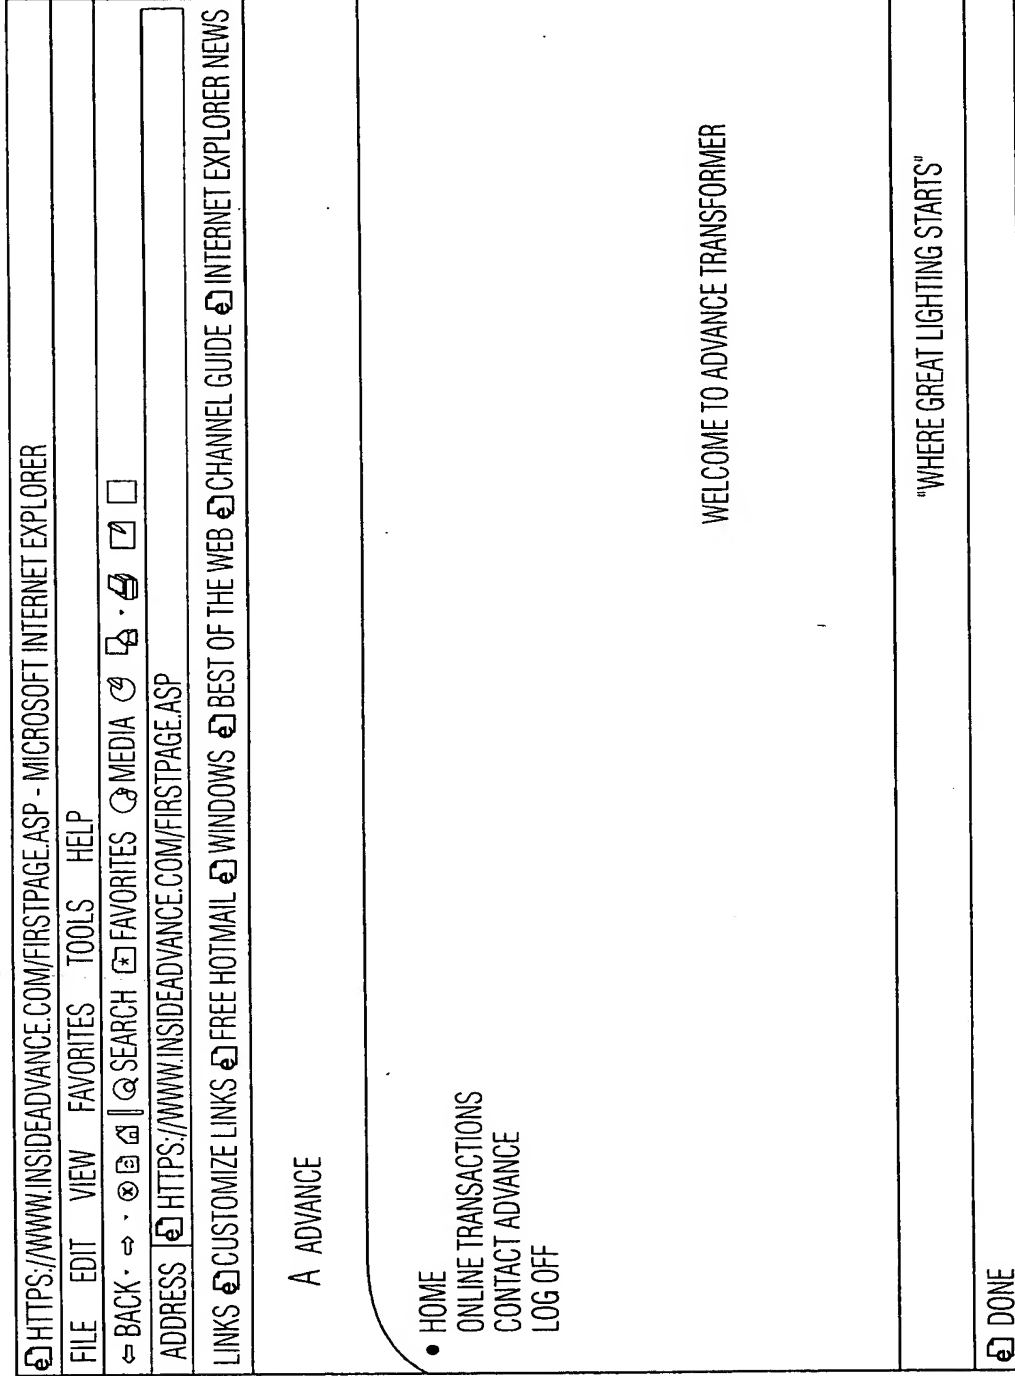 HTTPS://WWW.INSIDEADVANCE.COM/FIRSTPAGE.ASP - MICROSOFT INTERNET EXPLORER
FILE EDIT VIEW FAVORITES TOOLS HELP
BACK SEARCH FAVORITES MEDIA
ADDRESS HTTPS://WWW.INSIDEADVANCE.COM/FIRSTPAGE.ASP
LINKS CUSTOMIZE LINKS FREE HOTMAIL WINDOWS BEST OF THE WEB CHANNEL GUIDE INTERNET EXPLORER NEWS
A ADVANCE
• HOME
ONLINE TRANSACTIONS
CONTACT ADVANCE
LOG OFF
WELCOME TO ADVANCE TRANSFORMER
"WHERE GREAT LIGHTING STARTS"
DONE